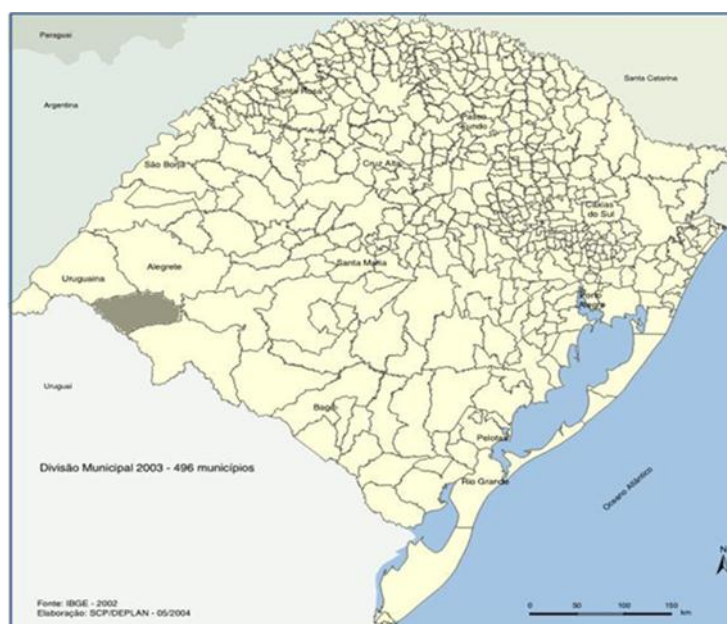 Paraguai
Santa Catarina
Argentina
Santa Rosa
Passo
Fundo
São Borja
Cruz Alta
Caxias
do Sul
Uruguaina
Alegrete
Santa Maria
Porto
Alegre
Uruguai
Bagé
Pelotas
Divisão Municipal 2003 - 496 municípios
Rio Grande
Oceano Atlântico
N
Fonte: IBGE - 2002
Elaboração: SCP/DEPLAN - 05/2004
0 50 100 150
km